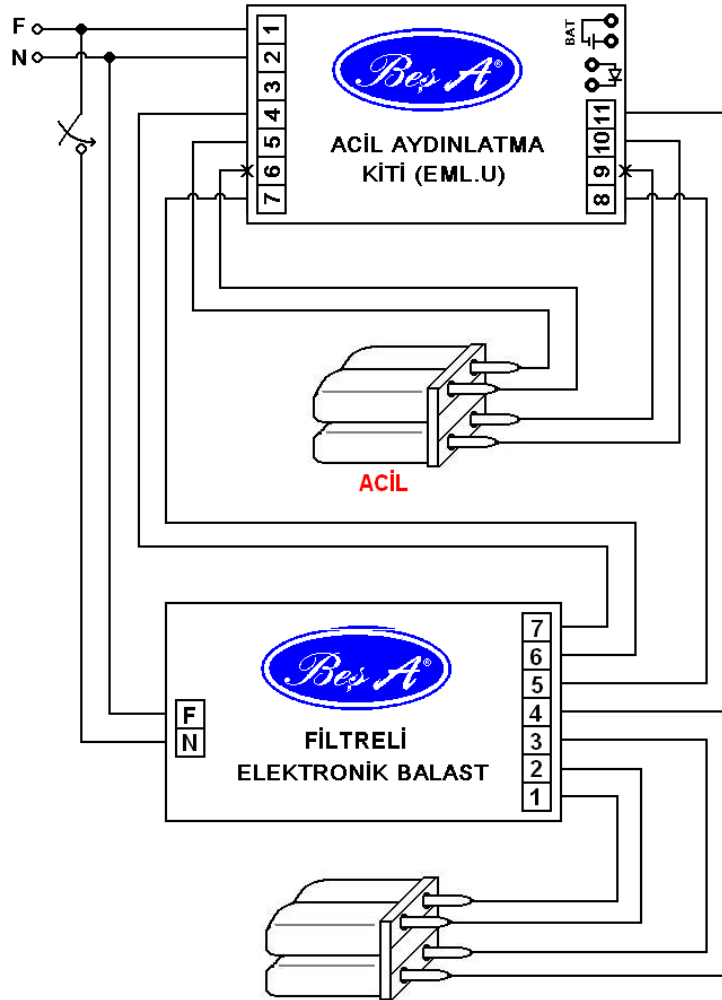 F
N
1
2
3
4
5
6
7
Beş A®
ACİL AYDINLATMA
KİTİ (EML.U)
BAT
11
10
9
8
ACİL
Beş A®
FİLTRELİ
ELEKTRONİK BALAST
F
N
7
6
5
4
3
2
1